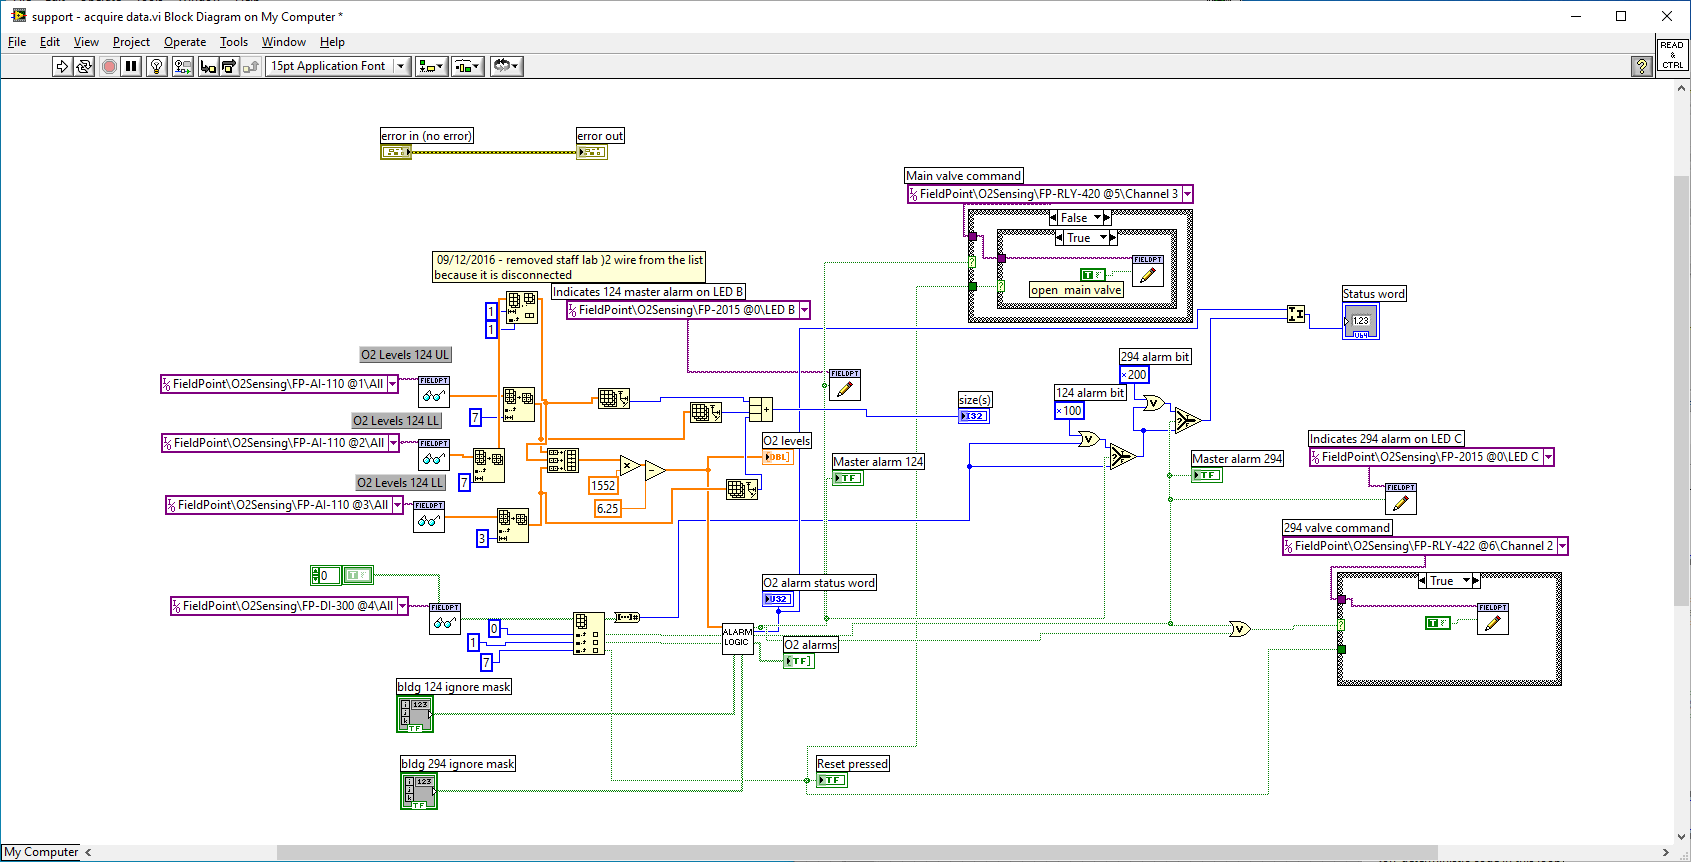 support - acquire data.vi Block Diagram on My Computer *
File Edit View Project Operate Tools Window Help
15pt Application Font
?
READ
&
CTRL
error in (no error)
error out
Main valve command
FieldPoint\O2Sensing\FP-RLY-420 @5\Channel 3
False
True
FIELDPT
T
open main valve
09/12/2016 - removed staff lab )2 wire from the list
because it is disconnected
Indicates 124 master alarm on LED B
FieldPoint\O2Sensing\FP-2015 @0\LED B
FIELDPT
1
1
Status word
1.23
U64
O2 Levels 124 UL
FieldPoint\O2Sensing\FP-AI-110 @1\All
FIELDPT
7
O2 Levels 124 LL
FieldPoint\O2Sensing\FP-AI-110 @2\All
FIELDPT
7
O2 Levels 124 LL
FieldPoint\O2Sensing\FP-AI-110 @3\All
FIELDPT
3
1552
6.25
size(s)
I32
O2 levels
DBL]
294 alarm bit
×200
124 alarm bit
×100
Master alarm 124
TF
Master alarm 294
TF
Indicates 294 alarm on LED C
FieldPoint\O2Sensing\FP-2015 @0\LED C
FIELDPT
294 valve command
FieldPoint\O2Sensing\FP-RLY-422 @6\Channel 2
True
FIELDPT
T
0
T
FieldPoint\O2Sensing\FP-DI-300 @4\All
FIELDPT
0
1
7
O2 alarm status word
U32
ALARM
LOGIC
O2 alarms
TF]
bldg 124 ignore mask
123
TF
bldg 294 ignore mask
123
TF
Reset pressed
TF
My Computer